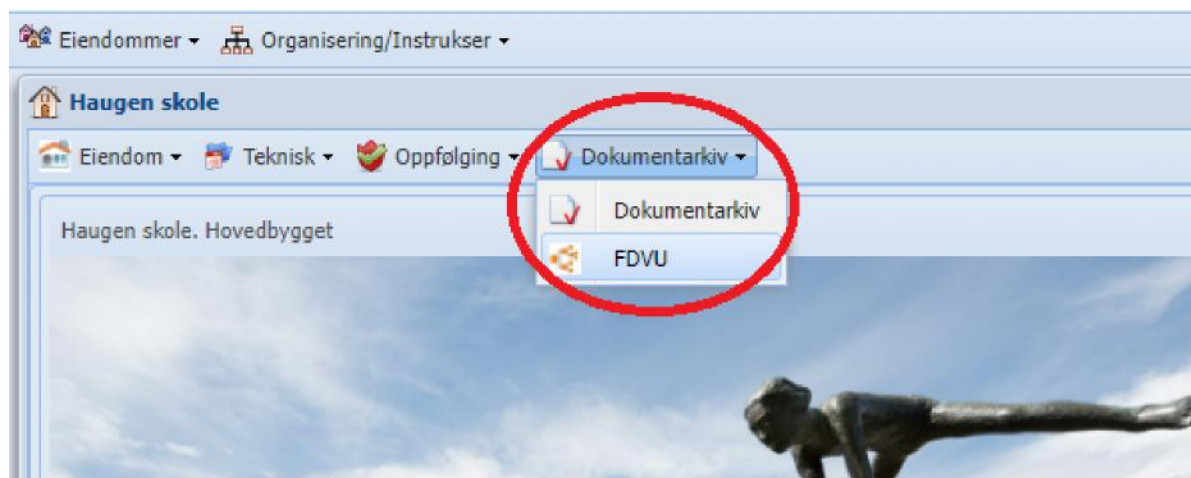 Eiendommer Organisering/Instrukser
Haugen skole
Eiendom Teknisk Oppfølging Dokumentarkiv
Dokumentarkiv
FDVU
Haugen skole. Hovedbygget